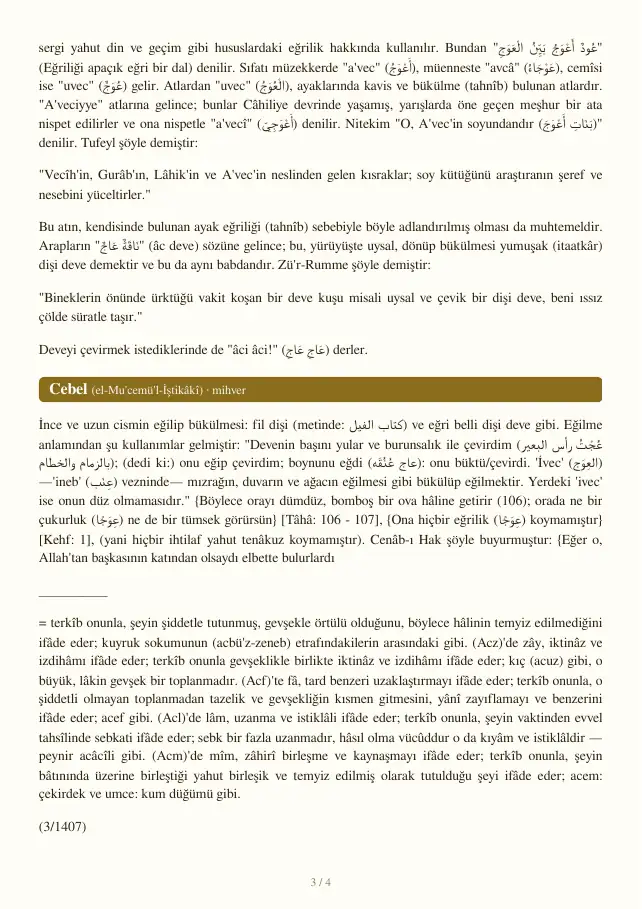 sergi yahut din ve geçim gibi hususlardaki eğrilik hakkında kullanılır. Bundan "عُودٌ أَعْوَجُ بَيِّنُ الْعَوَجِ"
(Eğriliği apaçık eğri bir dal) denilir. Sıfatı müzekkerde "a'vec" (أَعْوَجُ), müenneste "avcâ" (عَوْجَاءُ), cemîsi
ise "uvec" (عُوَجٌ) gelir. Atlardan "uvec" (الْعُوَجُ), ayaklarında kavis ve bükülme (tahnîb) bulunan atlardır.
"A'veciyye" atlarına gelince; bunlar Câhiliye devrinde yaşamış, yarışlarda öne geçen meşhur bir ata
nispet edilirler ve ona nispetle "a'vecî" (أَعْوَجِيّ) denilir. Nitekim "O, A'vec'in soyundandır (بَنَاتِ أَعْوَجَ)"
denilir. Tufeyl şöyle demiştir:
"Vecîh'in, Gurâb'ın, Lâhik'in ve A'vec'in neslinden gelen kısraklar; soy kütüğünü araştıranın şeref ve
nesebini yüceltirler."
Bu atın, kendisinde bulunan ayak eğriliği (tahnîb) sebebiyle böyle adlandırılmış olması da muhtemeldir.
Arapların "نَاقَةٌ عَاجٌ" (âc deve) sözüne gelince; bu, yürüyüşte uysal, dönüp bükülmesi yumuşak (itaatkâr)
dişi deve demektir ve bu da aynı babdandır. Zü'r-Rumme şöyle demiştir:
"Bineklerin önünde ürktüğü vakit koşan bir deve kuşu misali uysal ve çevik bir dişi deve, beni ıssız
çölde süratle taşır."
Deveyi çevirmek istediklerinde de "âci âci!" (عَاجِ عَاجِ) derler.
Cebel (el-Mu'cemü'l-İştikâkî) · mihver
İnce ve uzun cismin eğilip bükülmesi: fil dişi (metinde: كتاب الفيل) ve eğri belli dişi deve gibi. Eğilme
anlamından şu kullanımlar gelmiştir: "Devenin başını yular ve burunsalık ile çevirdim (عُجْتُ رأس البعير
بالزمام والخطام); (dedi ki:) onu eğip çevirdim; boynunu eğdi (عاج عُنُقَه): onu büktü/çevirdi. 'İvec' (العِوَج)
—'ineb' (عِنَب) vezninde— mızrağın, duvarın ve ağacın eğilmesi gibi bükülüp eğilmektir. Yerdeki 'ivec'
ise onun düz olmamasıdır." {Böylece orayı dümdüz, bomboş bir ova hâline getirir (106); orada ne bir
çukurluk (عِوَجًا) ne de bir tümsek görürsün} [Tâhâ: 106 - 107], {Ona hiçbir eğrilik (عِوَجًا) koymamıştır}
[Kehf: 1], (yani hiçbir ihtilaf yahut tenâkuz koymamıştır). Cenâb-ı Hak şöyle buyurmuştur: {Eğer o,
Allah'tan başkasının katından olsaydı elbette bulurlardı
= terkîb onunla, şeyin şiddetle tutunmuş, gevşekle örtülü olduğunu, böylece hâlinin temyiz edilmediğini
ifâde eder; kuyruk sokumunun (acbü'z-zeneb) etrafındakilerin arasındaki gibi. (Acz)'de zây, iktinâz ve
izdihâmı ifâde eder; terkîb onunla gevşeklikle birlikte iktinâz ve izdihâmı ifâde eder; kıç (acuz) gibi, o
büyük, lâkin gevşek bir toplanmadır. (Acf)'te fâ, tard benzeri uzaklaştırmayı ifâde eder; terkîb onunla, o
şiddetli olmayan toplanmadan tazelik ve gevşekliğin kısmen gitmesini, yânî zayıflamayı ve benzerini
ifâde eder; acef gibi. (Acl)'de lâm, uzanma ve istiklâli ifâde eder; terkîb onunla, şeyin vaktinden evvel
tahsîlinde sebkati ifâde eder; sebk bir fazla uzanmadır, hâsıl olma vücûddur o da kıyâm ve istiklâldir —
peynir acâcîli gibi. (Acm)'de mîm, zâhirî birleşme ve kaynaşmayı ifâde eder; terkîb onunla, şeyin
bâtınında üzerine birleştiği yahut birleşik ve temyiz edilmiş olarak tutulduğu şeyi ifâde eder; acem:
çekirdek ve umce: kum düğümü gibi.
(3/1407)
3 / 4